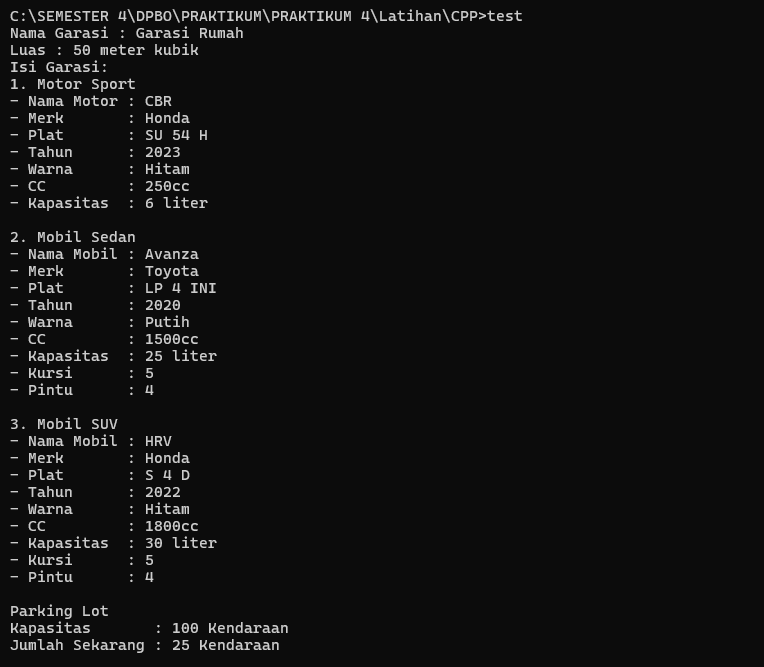 C:\SEMESTER 4\DPBO\PRAKTIKUM\PRAKTIKUM 4\Latihan\CPP>test
Nama Garasi : Garasi Rumah
Luas : 50 meter kubik
Isi Garasi:
1. Motor Sport
- Nama Motor : CBR
- Merk       : Honda
- Plat       : SU 54 H
- Tahun      : 2023
- Warna      : Hitam
- CC         : 250cc
- Kapasitas  : 6 liter

2. Mobil Sedan
- Nama Mobil : Avanza
- Merk       : Toyota
- Plat       : LP 4 INI
- Tahun      : 2020
- Warna      : Putih
- CC         : 1500cc
- Kapasitas  : 25 liter
- Kursi      : 5
- Pintu      : 4

3. Mobil SUV
- Nama Mobil : HRV
- Merk       : Honda
- Plat       : S 4 D
- Tahun      : 2022
- Warna      : Hitam
- CC         : 1800cc
- Kapasitas  : 30 liter
- Kursi      : 5
- Pintu      : 4

Parking Lot
Kapasitas       : 100 Kendaraan
Jumlah Sekarang : 25 Kendaraan